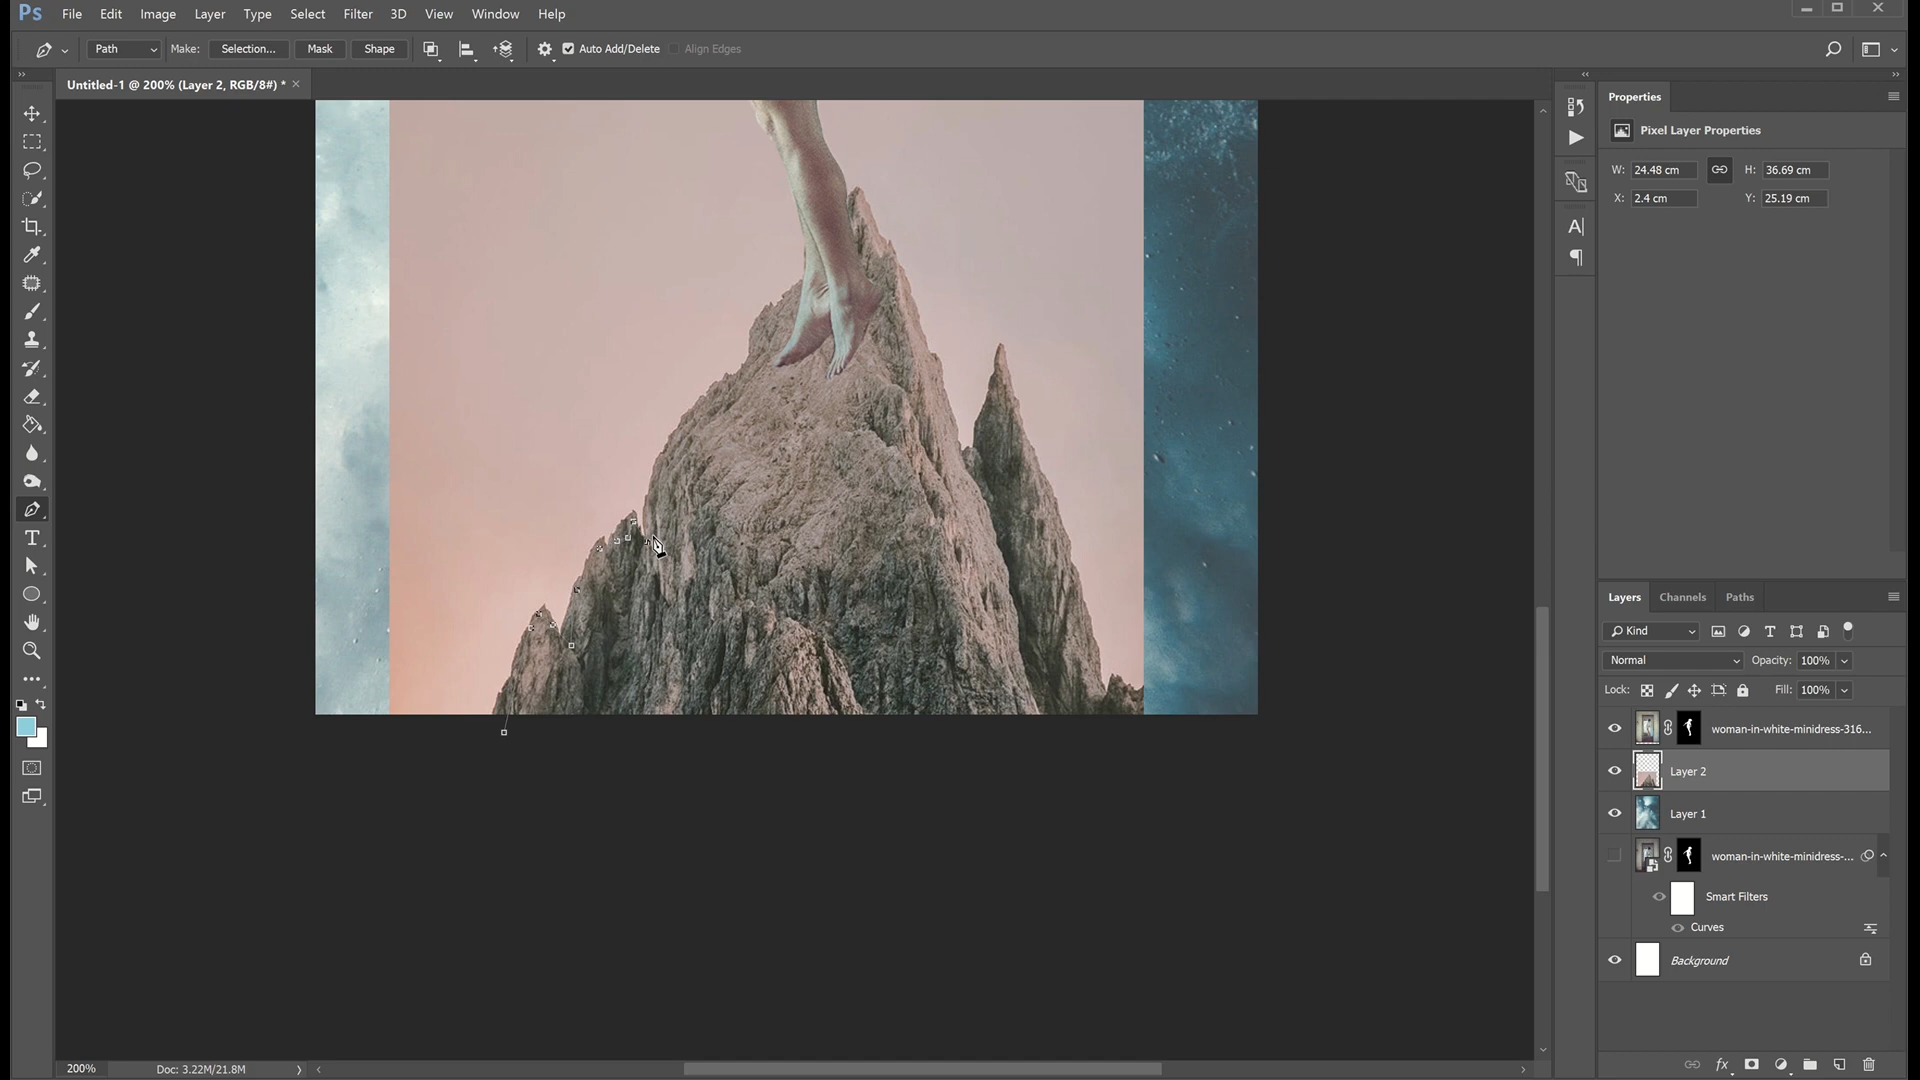 Ps File Edit Image Layer Type Select Filter 3D View Window Help
Path Make: Selection... Mask Shape Auto Add/Delete Align Edges
Untitled-1 @ 200% (Layer 2, RGB/8#) *
Properties
Pixel Layer Properties
W: 24.48 cm H: 36.69 cm
X: 2.4 cm Y: 25.19 cm
Layers Channels Paths
Kind
Normal Opacity: 100%
Lock: Fill: 100%
woman-in-white-minidress-316...
Layer 2
Layer 1
woman-in-white-minidress-...
Smart Filters
Curves
Background
200% Doc: 3.22M/21.8M